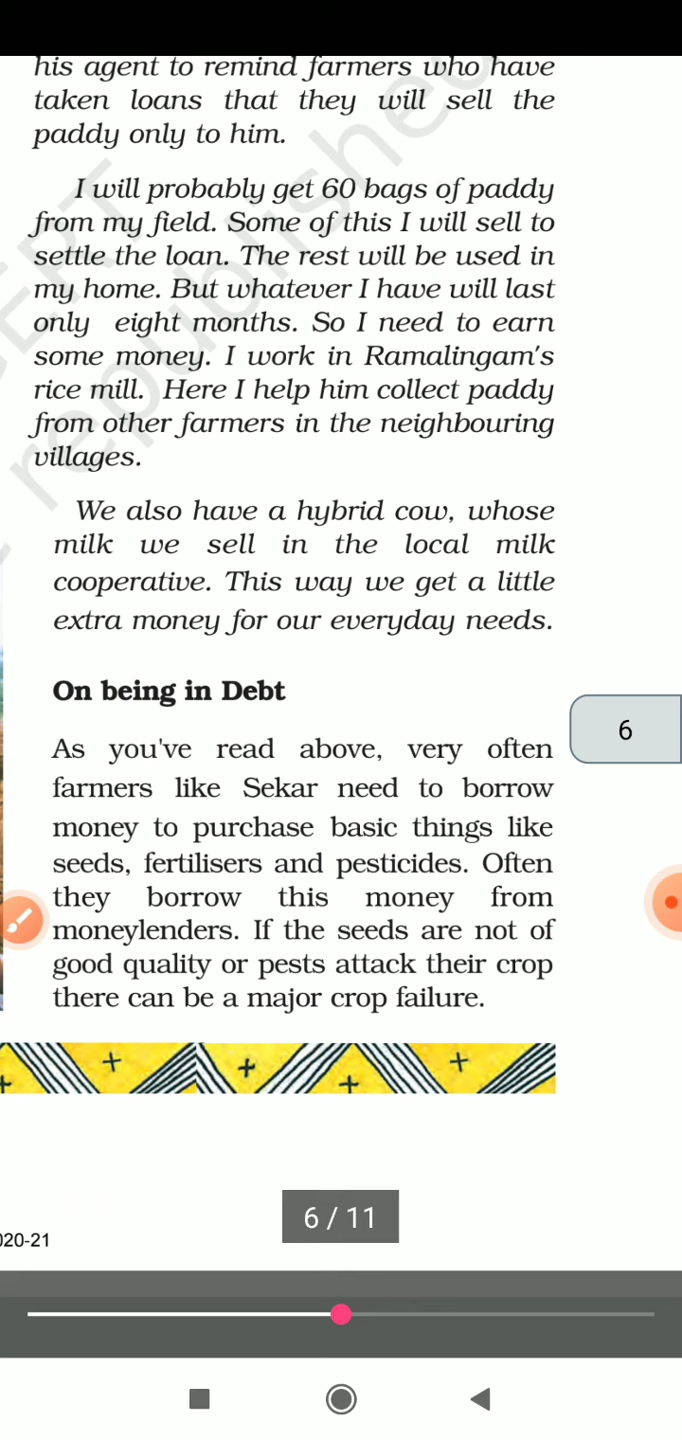 his agent to remind farmers who have
taken loans that they will sell the
paddy only to him.
I will probably get 60 bags of paddy
from my field. Some of this I will sell to
settle the loan. The rest will be used in
my home. But whatever I have will last
only eight months. So I need to earn
some money. I work in Ramalingam's
rice mill. Here I help him collect paddy
from other farmers in the neighbouring
villages.
We also have a hybrid cow, whose
milk we sell in the local milk
cooperative. This way we get a little
extra money for our everyday needs.
On being in Debt
As you've read above, very often
farmers like Sekar need to borrow
money to purchase basic things like
seeds, fertilisers and pesticides. Often
they borrow this money from
moneylenders. If the seeds are not of
good quality or pests attack their crop
there can be a major crop failure.
6
6 / 11
020-21
ERT
republished